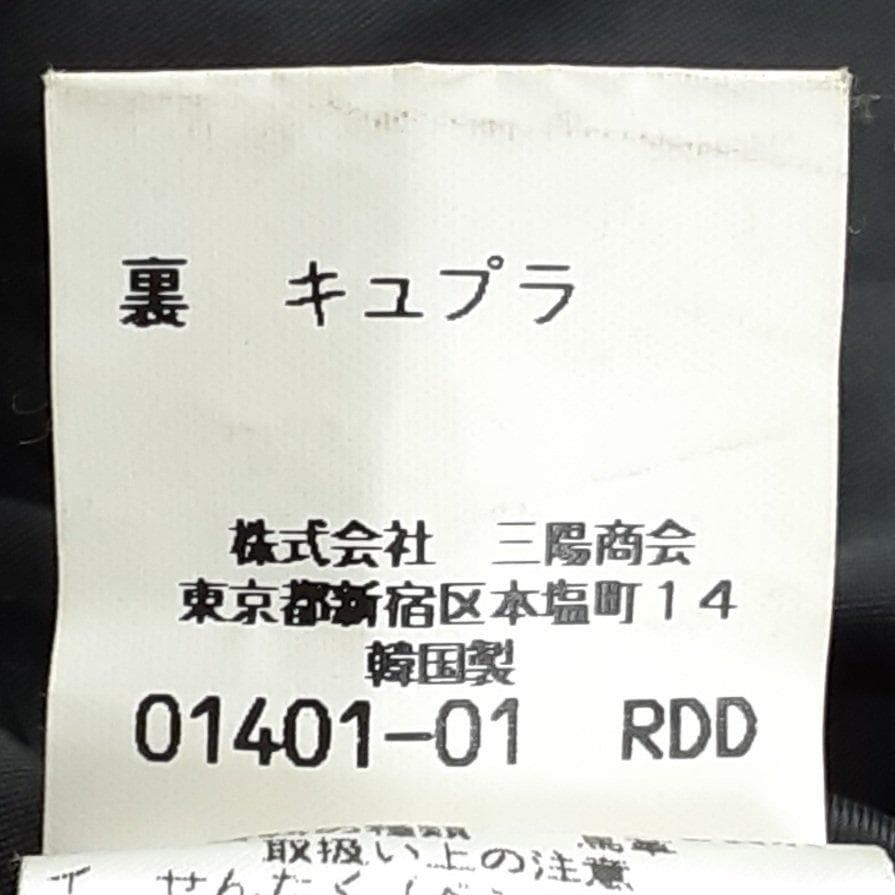 裏　キュプラ
株式会社　三陽商会
東京都新宿区本塩町１４
韓国製
01401-01　RDD
取扱い上の注意